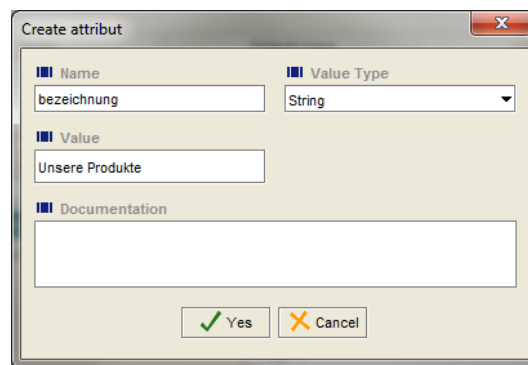 Create attribut
Name
Value Type
bezeichnung
String
Value
Unsere Produkte
Documentation
Yes
Cancel